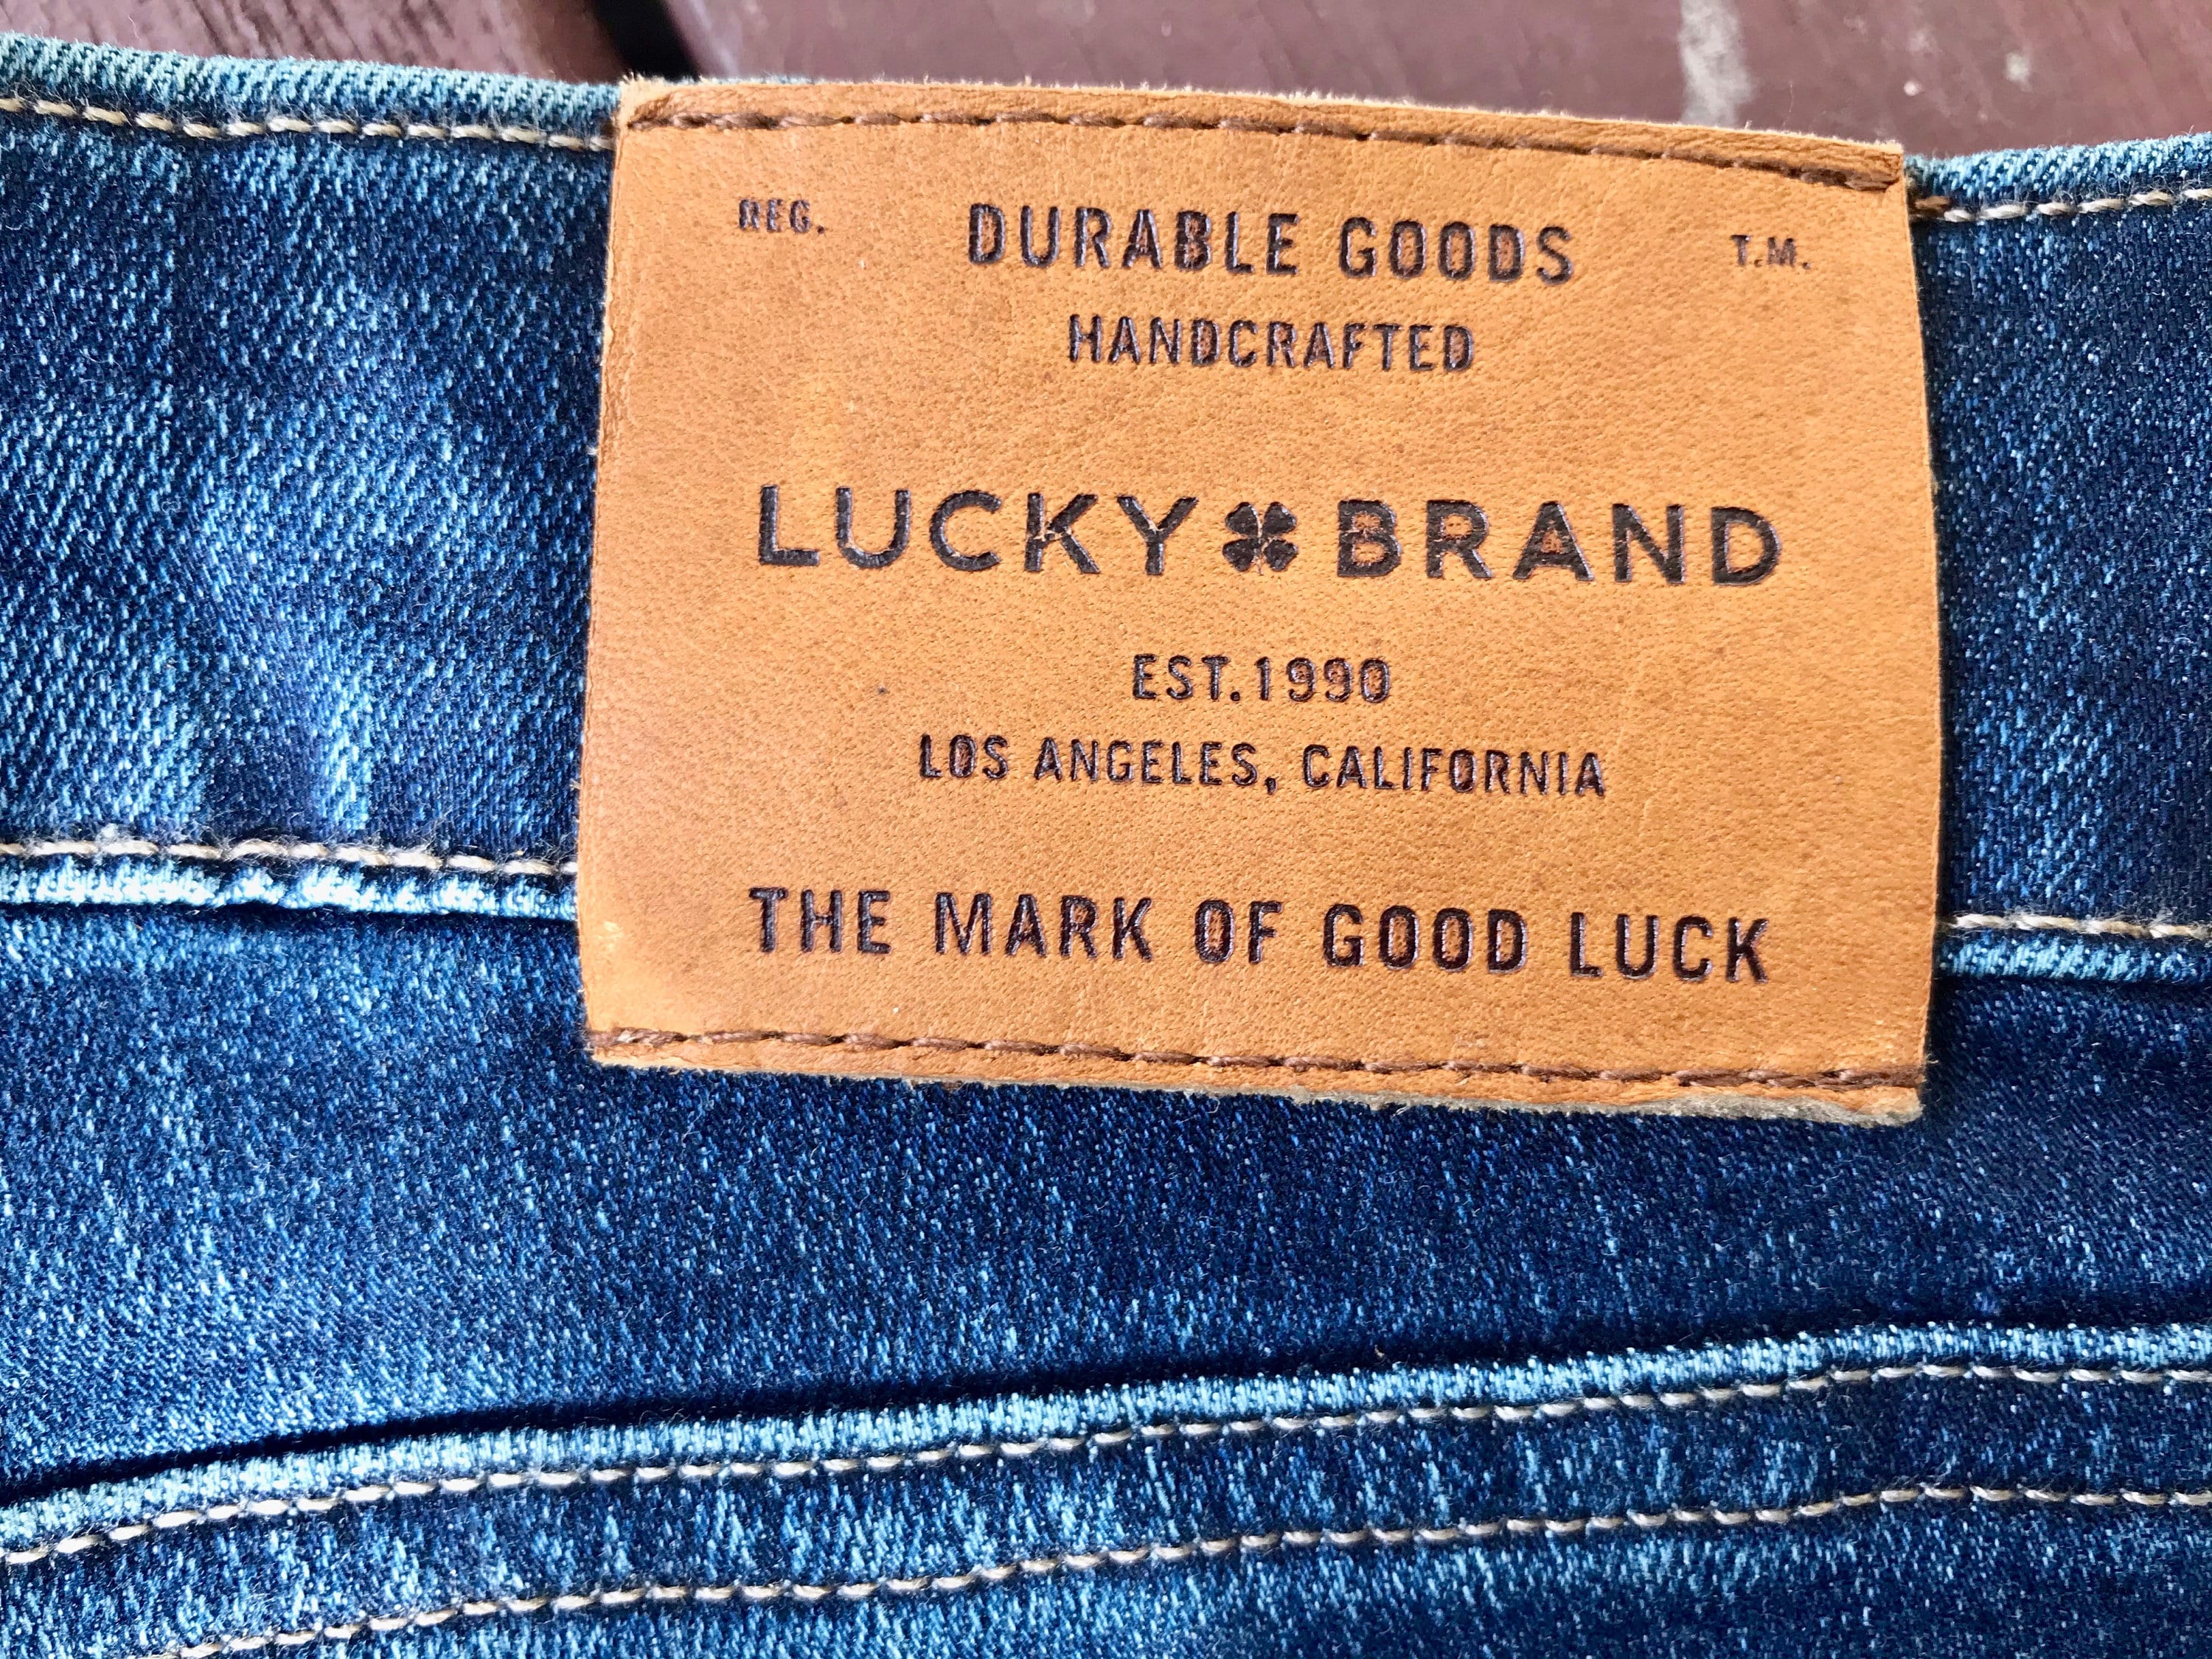 REG. DURABLE GOODS T.M.
HANDCRAFTED
LUCKY BRAND
EST.1990
LOS ANGELES, CALIFORNIA
THE MARK OF GOOD LUCK